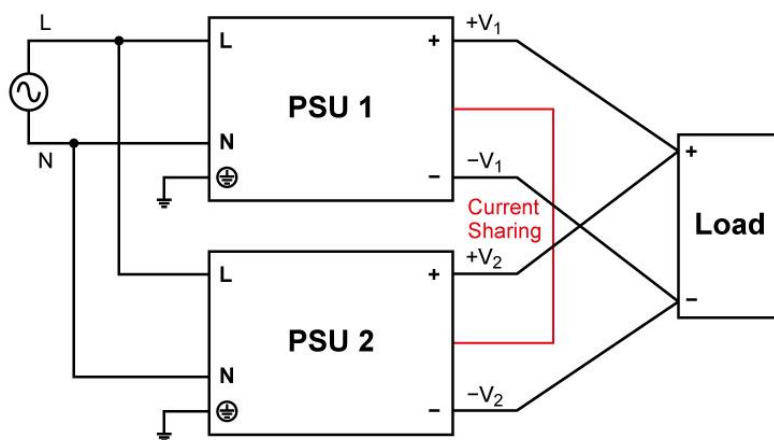 L
N
L
PSU 1
N
+
−
+V₁
−V₁
Current
Sharing
+V₂
−V₂
L
PSU 2
N
+
−
+
Load
−